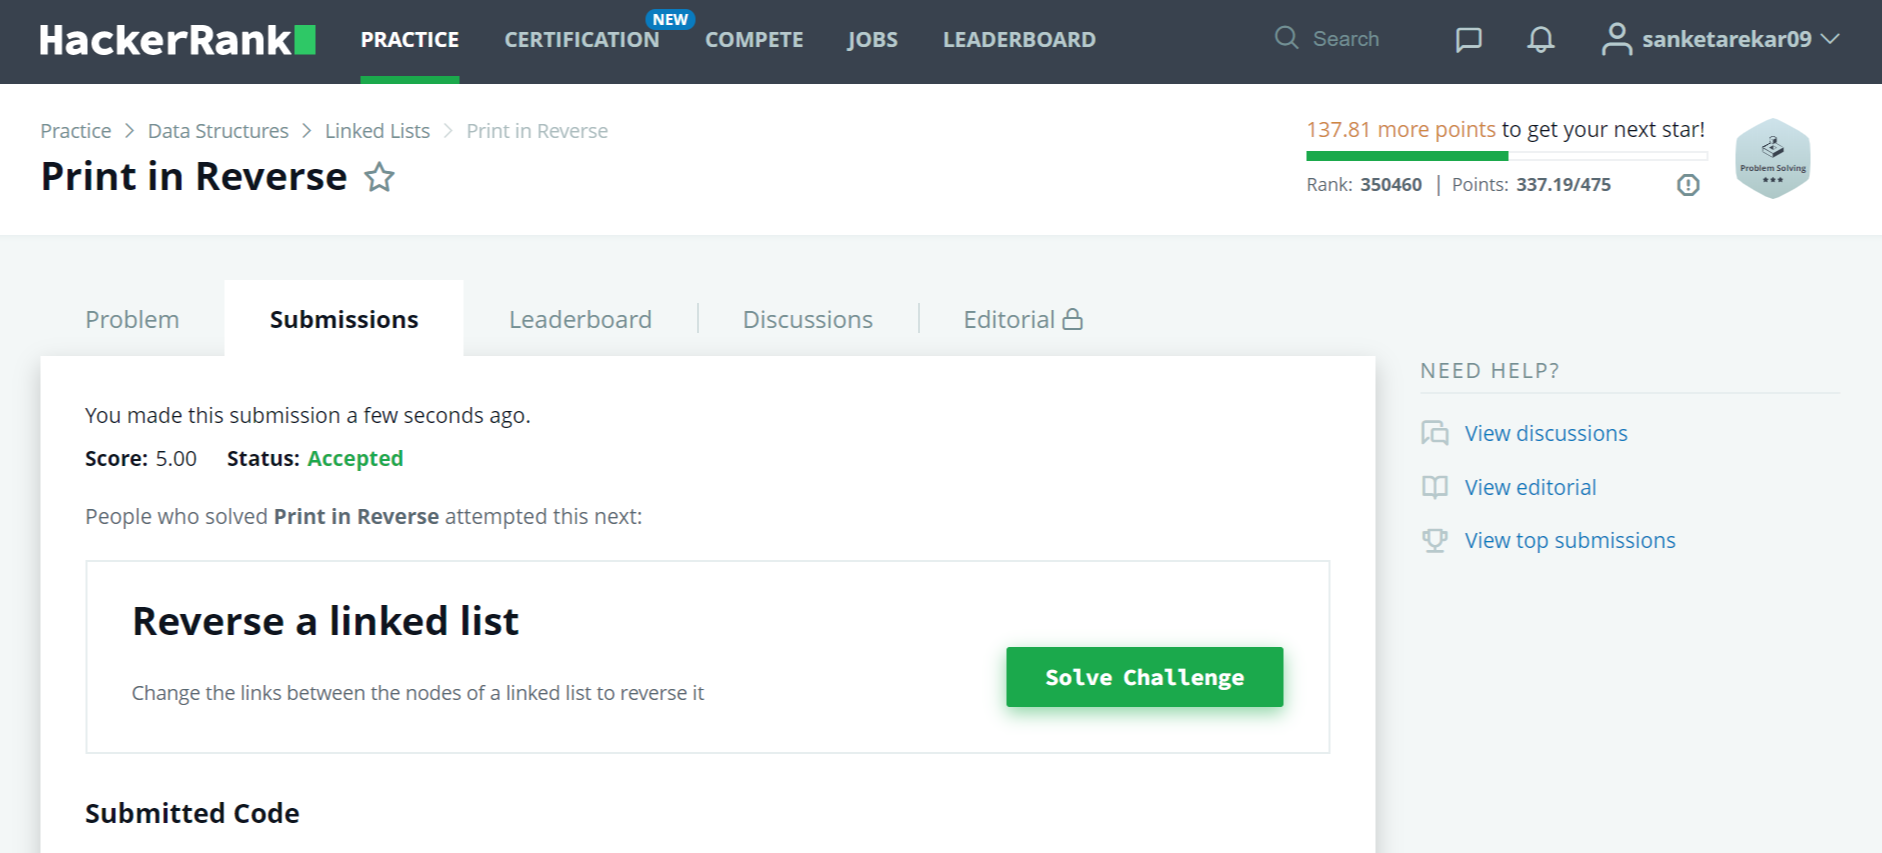 HackerRank
PRACTICE
CERTIFICATION
NEW
COMPETE
JOBS
LEADERBOARD
Search
sanketarekar09
Practice > Data Structures > Linked Lists > Print in Reverse
Print in Reverse
137.81 more points to get your next star!
Rank: 350460 | Points: 337.19/475
Problem Solving
Problem
Submissions
Leaderboard
Discussions
Editorial
You made this submission a few seconds ago.
Score: 5.00 Status: Accepted
People who solved Print in Reverse attempted this next:
Reverse a linked list
Change the links between the nodes of a linked list to reverse it
Solve Challenge
Submitted Code
NEED HELP?
View discussions
View editorial
View top submissions